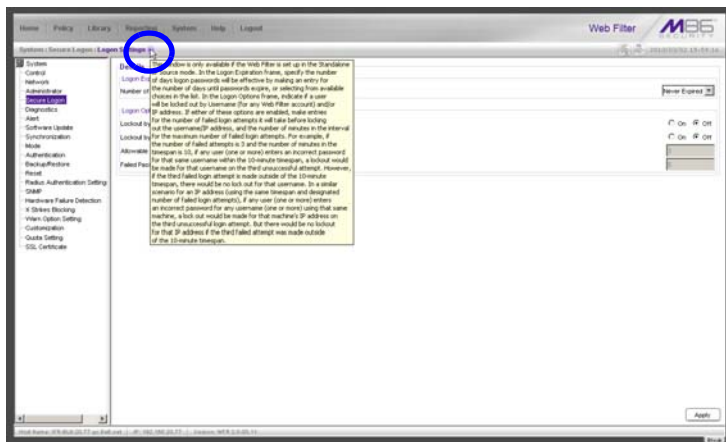 Home Policy Library Reporting System Help Logout
Web Filter
M86
SECURITY
System : Secure Logon : Logon Settings
System
Control
Network
Administrator
Secure Logon
Diagnostics
Alert
Software Update
Synchronization
Mode
Authentication
Backup/Restore
Reset
Radius Authentication Setting
SNMP
Hardware Failure Detection
X Strikes Blocking
Warn Option Setting
Customization
Quota Setting
SSL Certificate
Logon Exp
Number of
Never Expired
Logon Opt
Lockout by
On Off
Lockout by
On Off
Allowable
Failed Pass
window is only available if the Web Filter is set up in the Standalone
Source mode. In the Logon Expiration frame, specify the number
of days logon passwords will be effective by making an entry for
the number of days until passwords expire, or selecting from available
choices in the list. In the Logon Options frame, indicate if a user
will be locked out by Username (for any Web Filter account) and/or
IP address. If either of these options are enabled, make entries
for the number of failed login attempts it will take before locking
out the username/IP address, and the number of minutes in the interval
for the maximum number of failed login attempts. For example, if
the number of failed attempts is 3 and the number of minutes in the
timespan is 10, if any user (one or more) enters an incorrect password
for that same username within the 10-minute timespan, a lockout would
be made for that username on the third unsuccessful attempt. However,
if the third failed login attempt is made outside of the 10-minute
timespan, there would be no lock out for that username. In a similar
scenario for an IP address (using the same timespan and designated
number of failed login attempts), if any user (one or more) enters
an incorrect password for any username (one or more) using that same
machine, a lock out would be made for that machine's IP address on
the third unsuccessful login attempt. But there would be no lockout
for that IP address if the third failed attempt was made outside
of the 10-minute timespan.
Apply